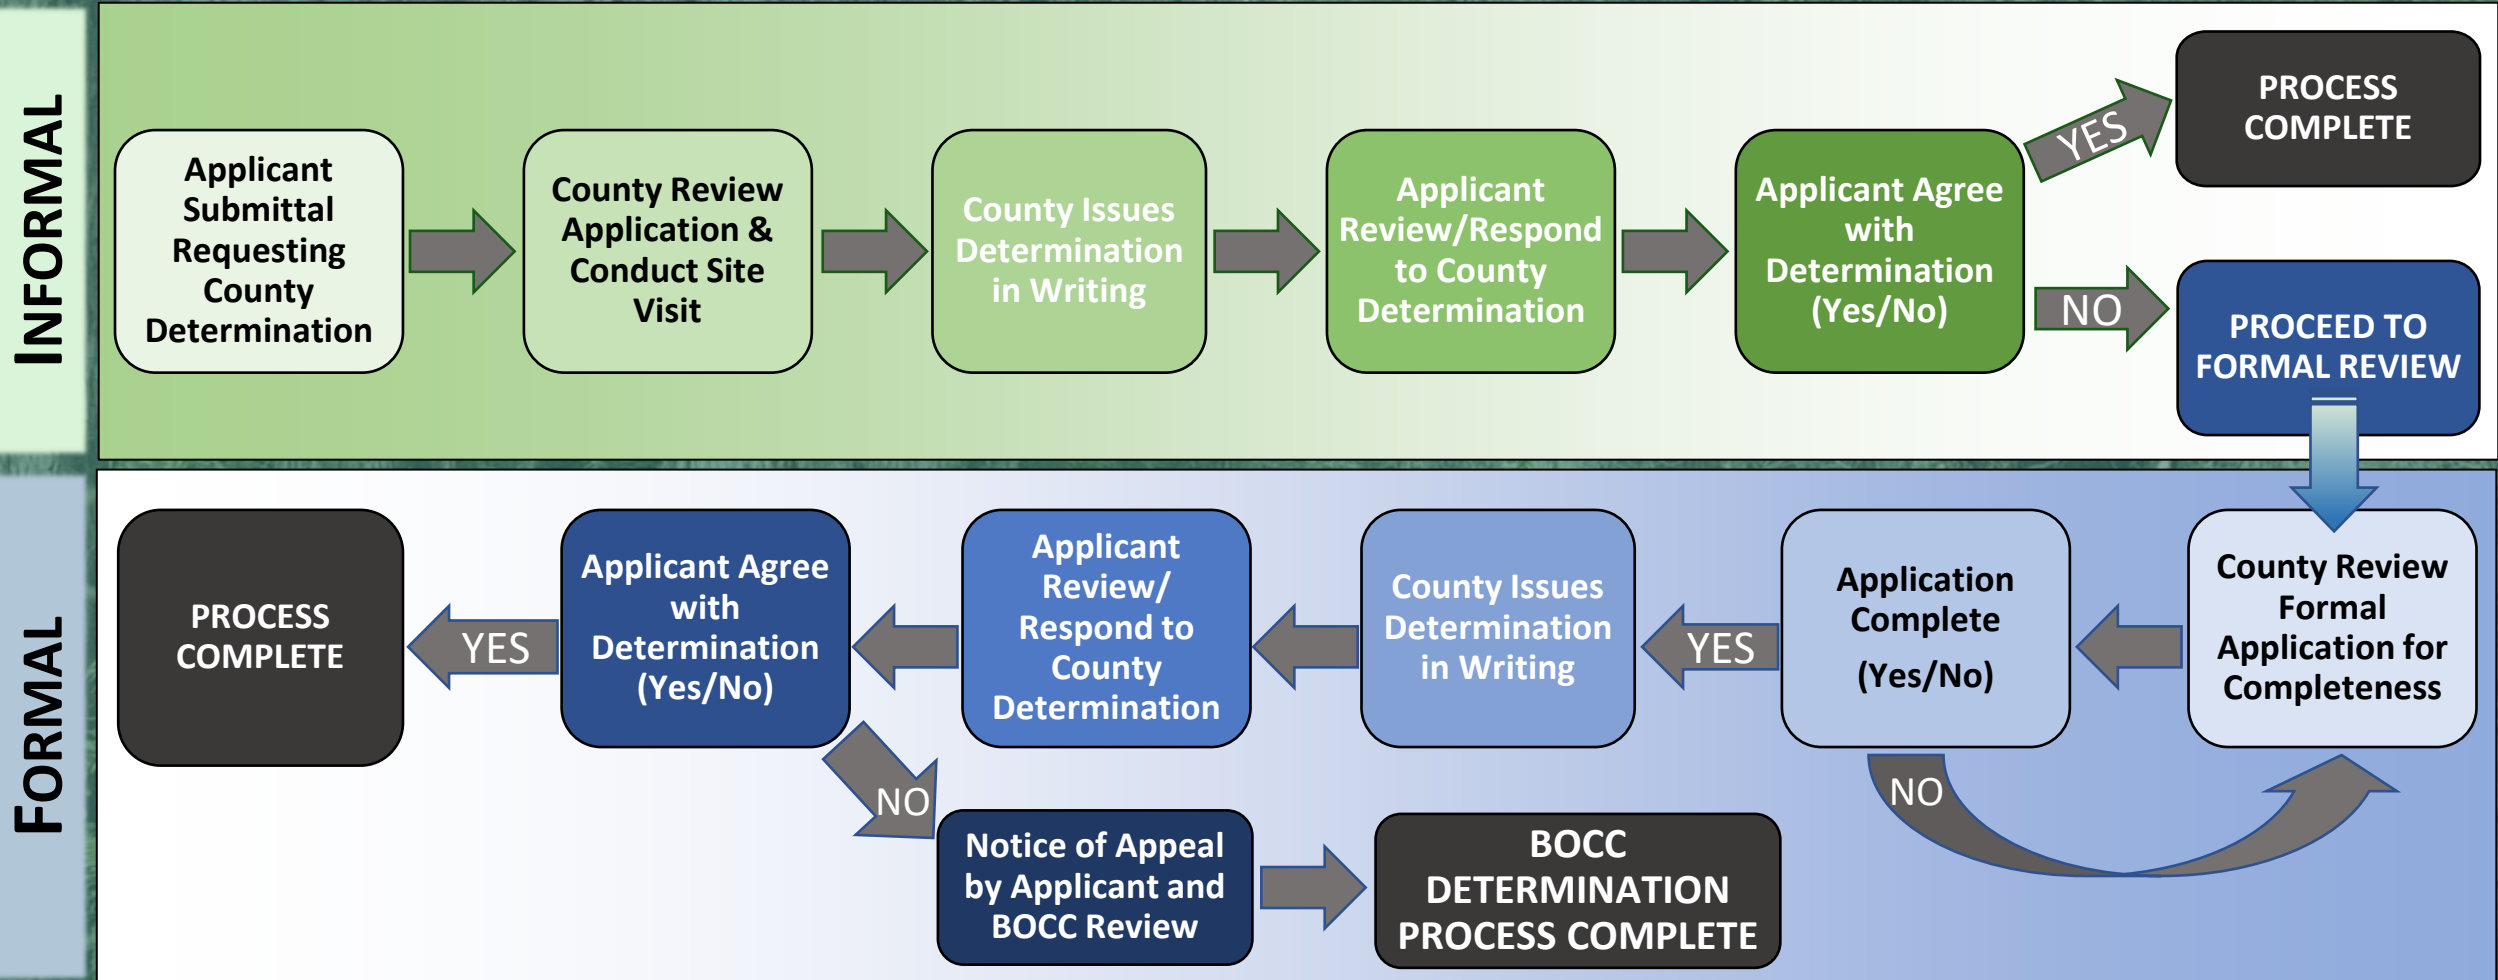 INFORMAL
Applicant
Submittal
Requesting
County
Determination
County Review
Application &
Conduct Site
Visit
County Issues
Determination
in Writing
Applicant
Review/Respond
to County
Determination
Applicant Agree
with
Determination
(Yes/No)
YES
PROCESS
COMPLETE
NO
PROCEED TO
FORMAL REVIEW
FORMAL
County Review
Formal
Application for
Completeness
Application
Complete
(Yes/No)
NO
YES
County Issues
Determination
in Writing
Applicant
Review/
Respond to
County
Determination
Applicant Agree
with
Determination
(Yes/No)
YES
PROCESS
COMPLETE
NO
Notice of Appeal
by Applicant and
BOCC Review
BOCC
DETERMINATION
PROCESS COMPLETE